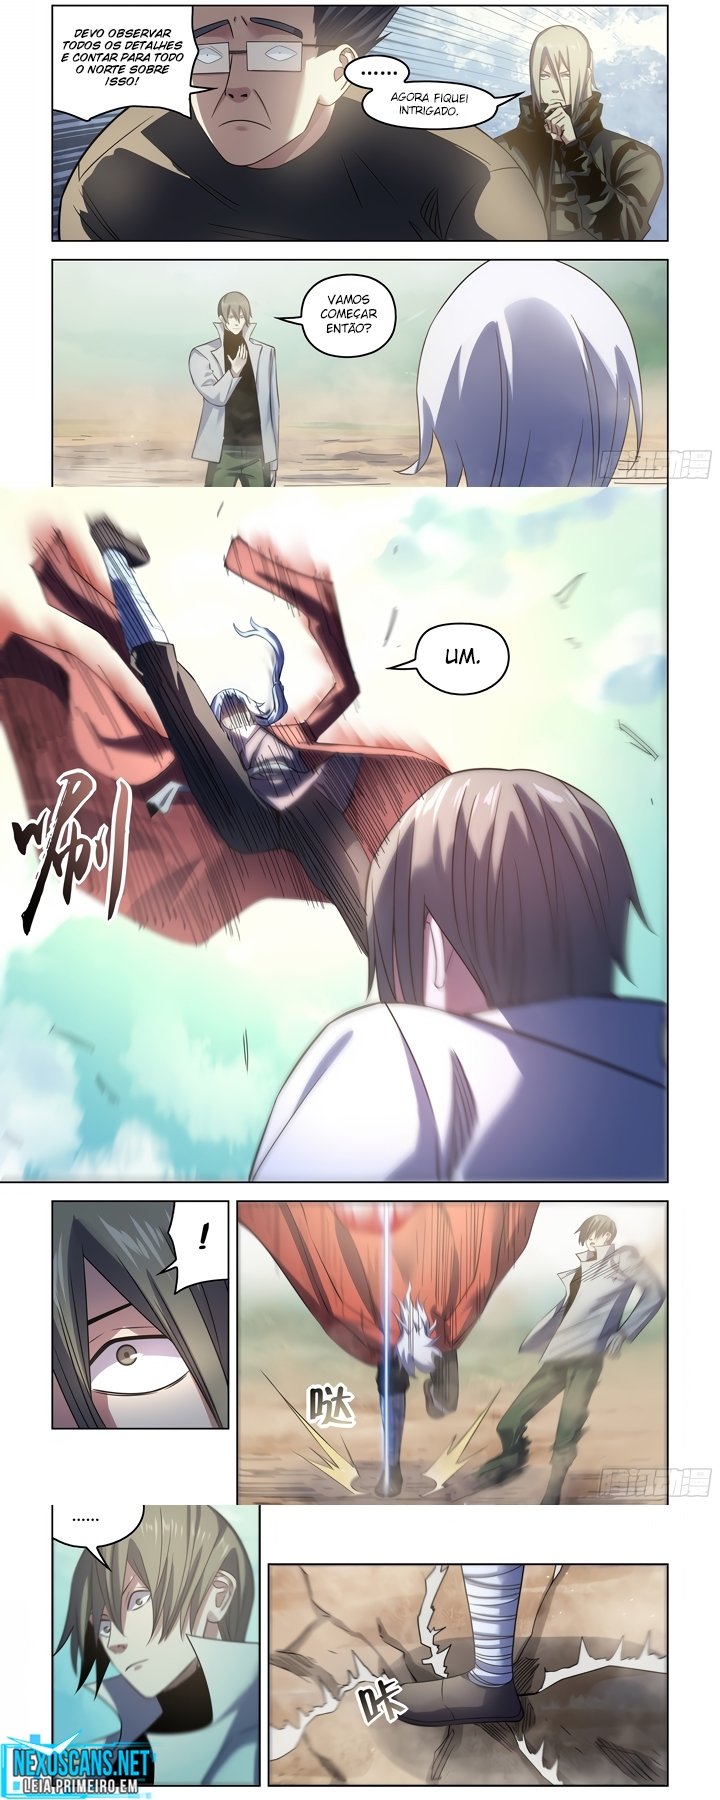 DEVO OBSERVAR
TODOS OS DETALHES
E CONTAR PARA TODO
O NORTE SOBRE
ISSO!
......
AGORA FIQUEI
INTRIGADO.
VAMOS
COMEÇAR
ENTÃO?
UM.
唰
!
哒
......
咔
NEXOSCANS.NET
LEIA PRIMEIRO EM